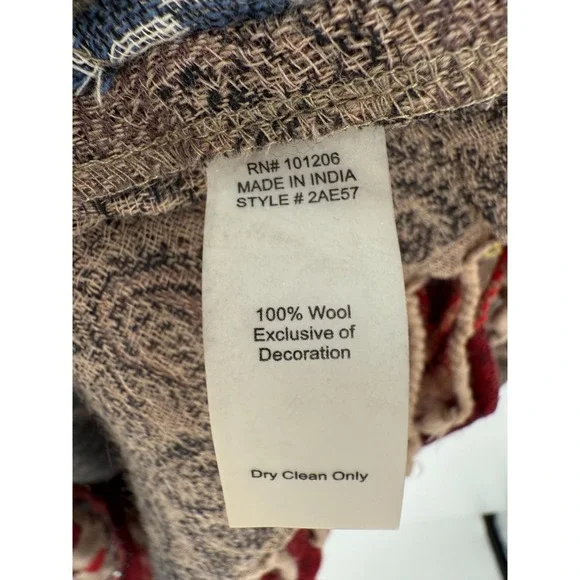 RN# 101206
MADE IN INDIA
STYLE # 2AE57
100% Wool
Exclusive of
Decoration
Dry Clean Only